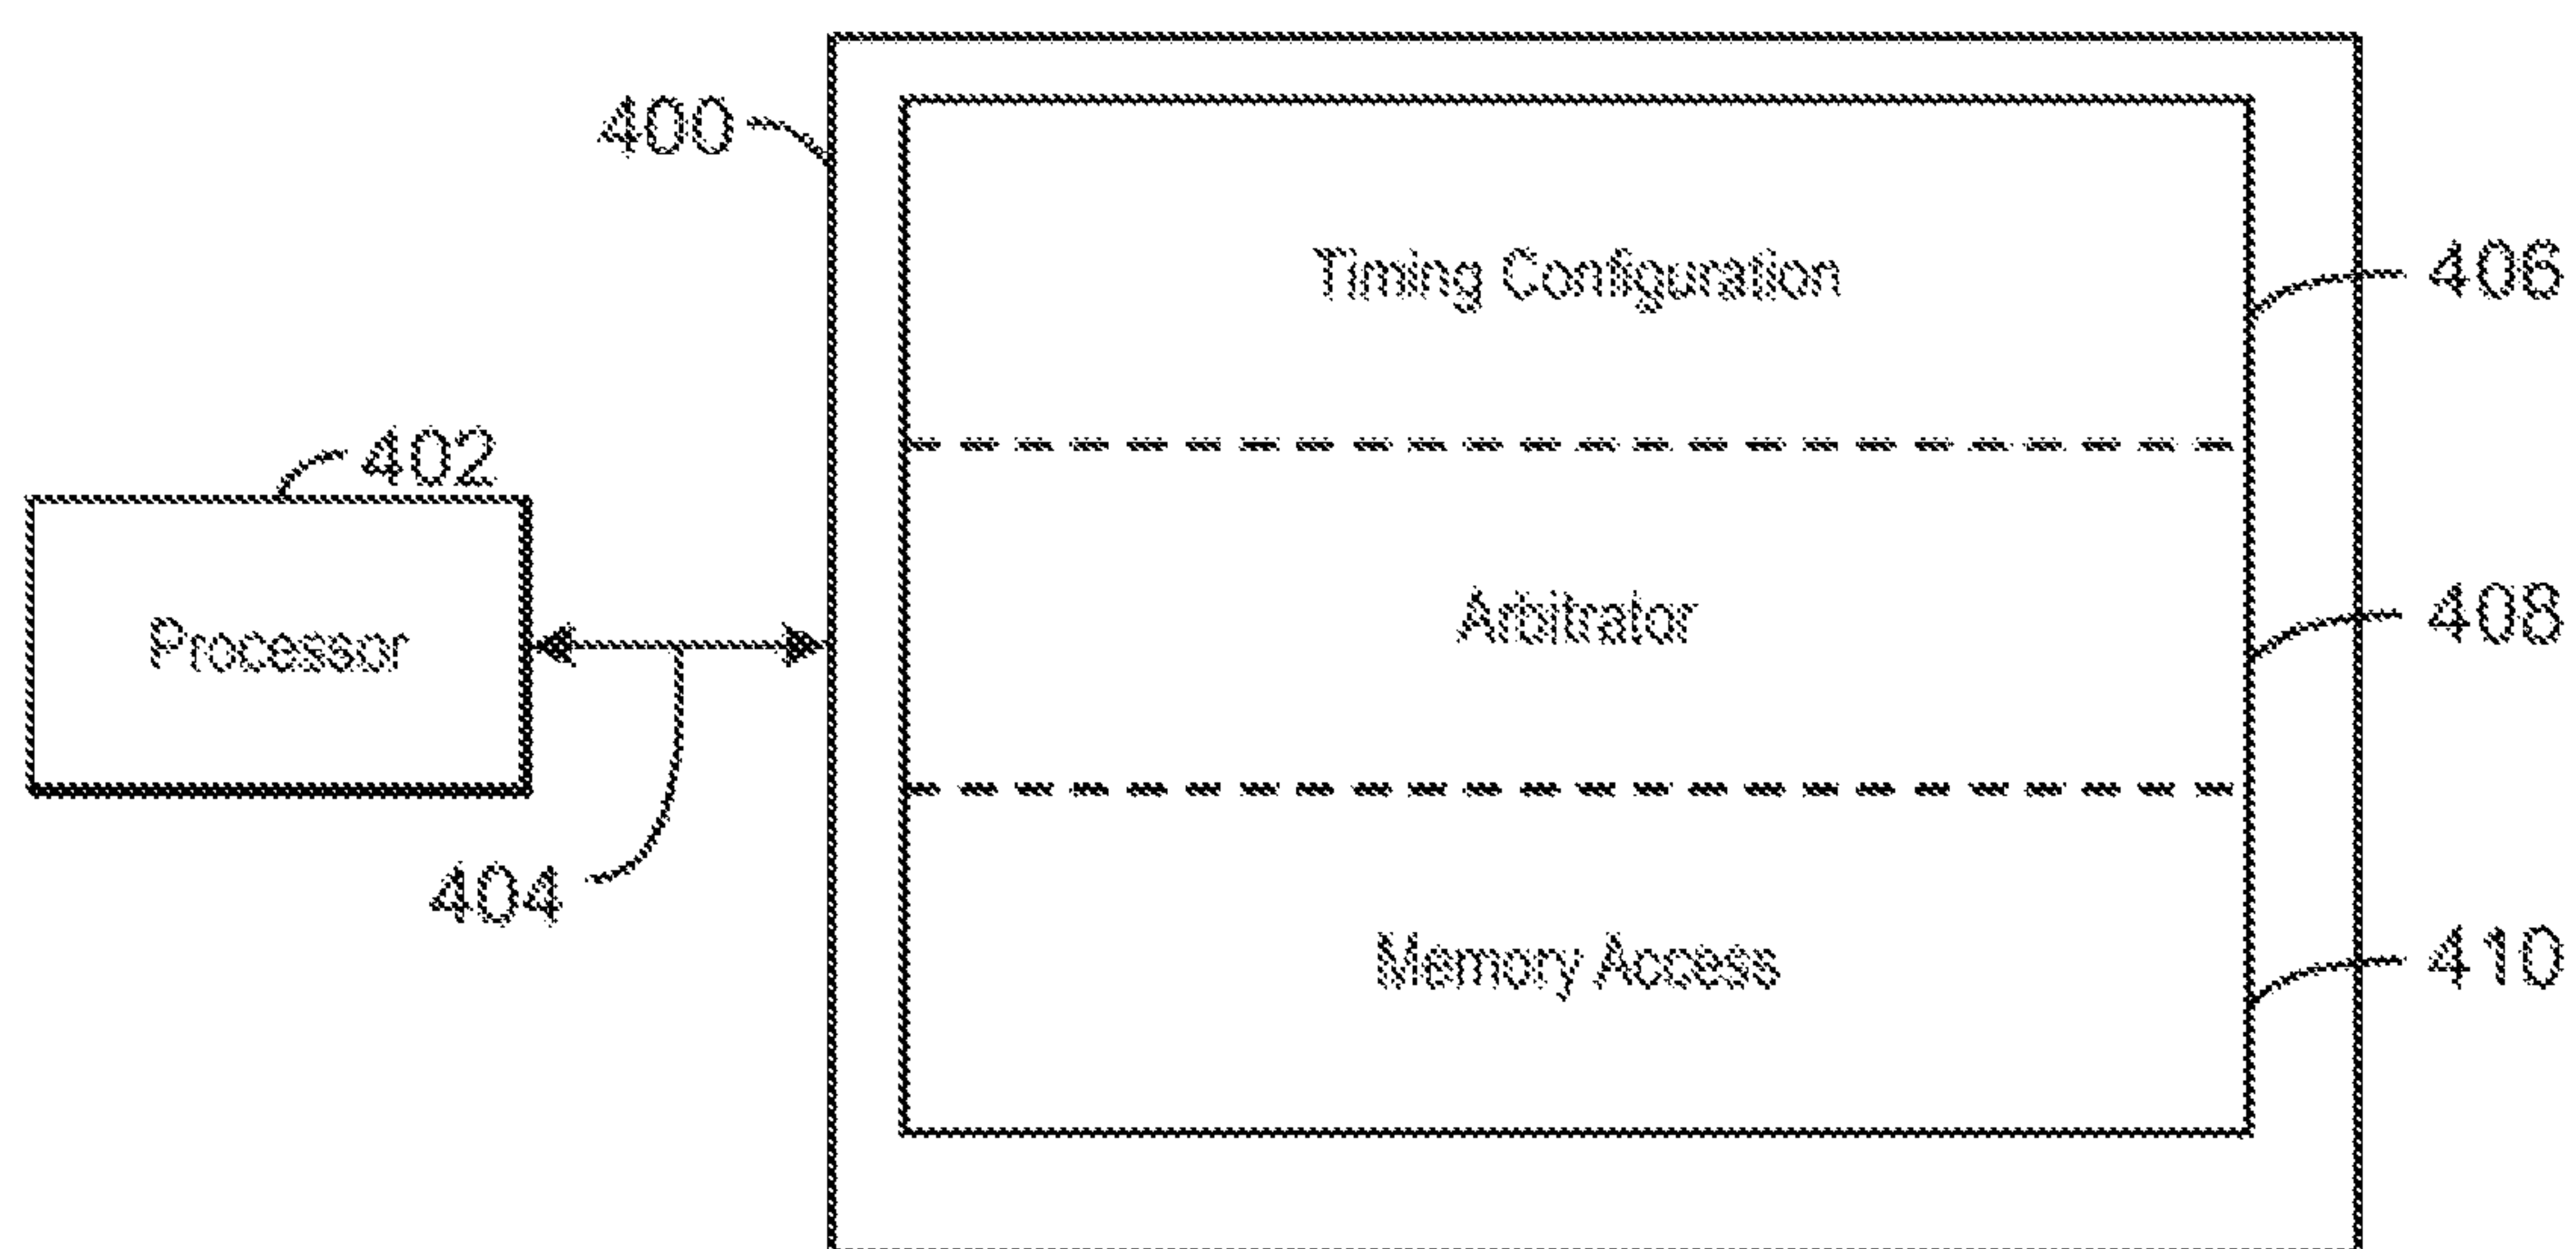 400
Timing Configuration
406
402
Processor
Arbitrator
408
404
Memory Access
410